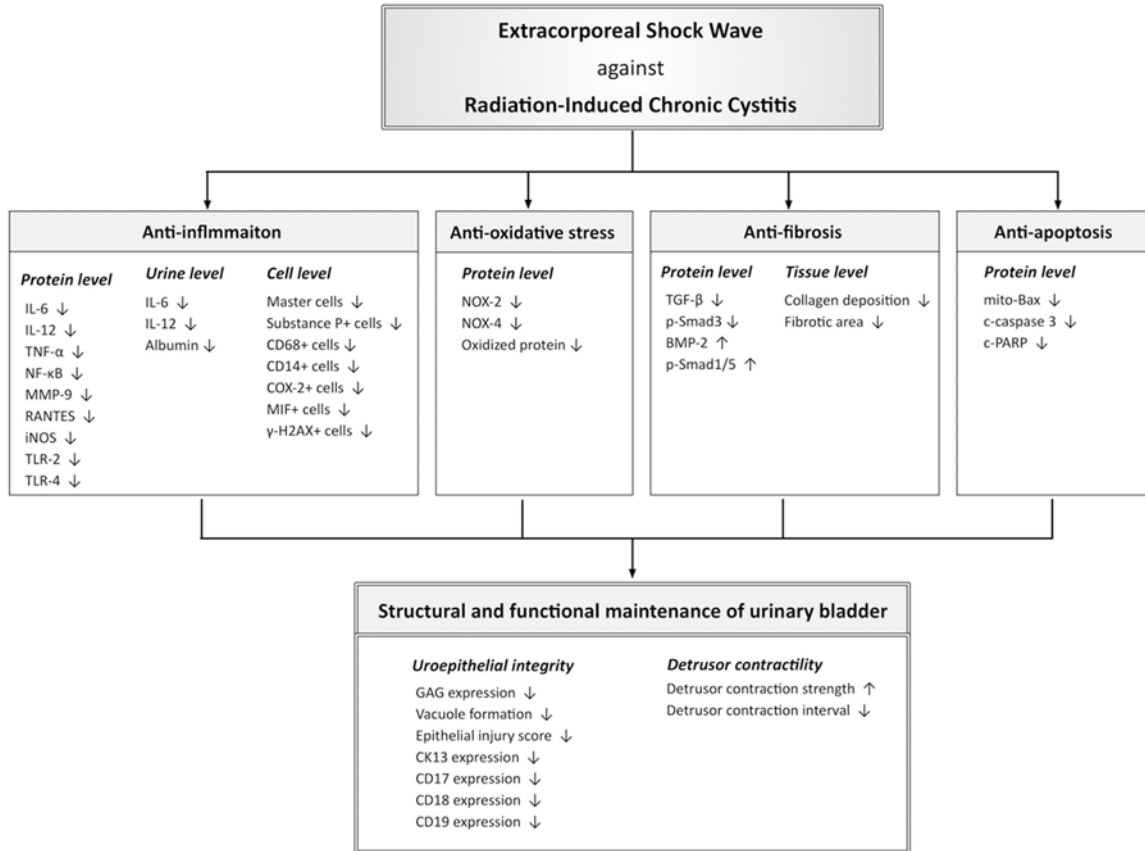 Extracorporeal Shock Wave
against
Radiation-Induced Chronic Cystitis
Anti-inflmmaiton
Protein level
IL-6 ↓
IL-12 ↓
TNF-α ↓
NF-κB ↓
MMP-9 ↓
RANTES ↓
iNOS ↓
TLR-2 ↓
TLR-4 ↓
Urine level
IL-6 ↓
IL-12 ↓
Albumin ↓
Cell level
Master cells ↓
Substance P+ cells ↓
CD68+ cells ↓
CD14+ cells ↓
COX-2+ cells ↓
MIF+ cells ↓
γ-H2AX+ cells ↓
Anti-oxidative stress
Protein level
NOX-2 ↓
NOX-4 ↓
Oxidized protein ↓
Anti-fibrosis
Protein level
TGF-β ↓
p-Smad3 ↓
BMP-2 ↑
p-Smad1/5 ↑
Tissue level
Collagen deposition ↓
Fibrotic area ↓
Anti-apoptosis
Protein level
mito-Bax ↓
c-caspase 3 ↓
c-PARP ↓
Structural and functional maintenance of urinary bladder
Uroepithelial integrity
GAG expression ↓
Vacuole formation ↓
Epithelial injury score ↓
CK13 expression ↓
CD17 expression ↓
CD18 expression ↓
CD19 expression ↓
Detrusor contractility
Detrusor contraction strength ↑
Detrusor contraction interval ↓